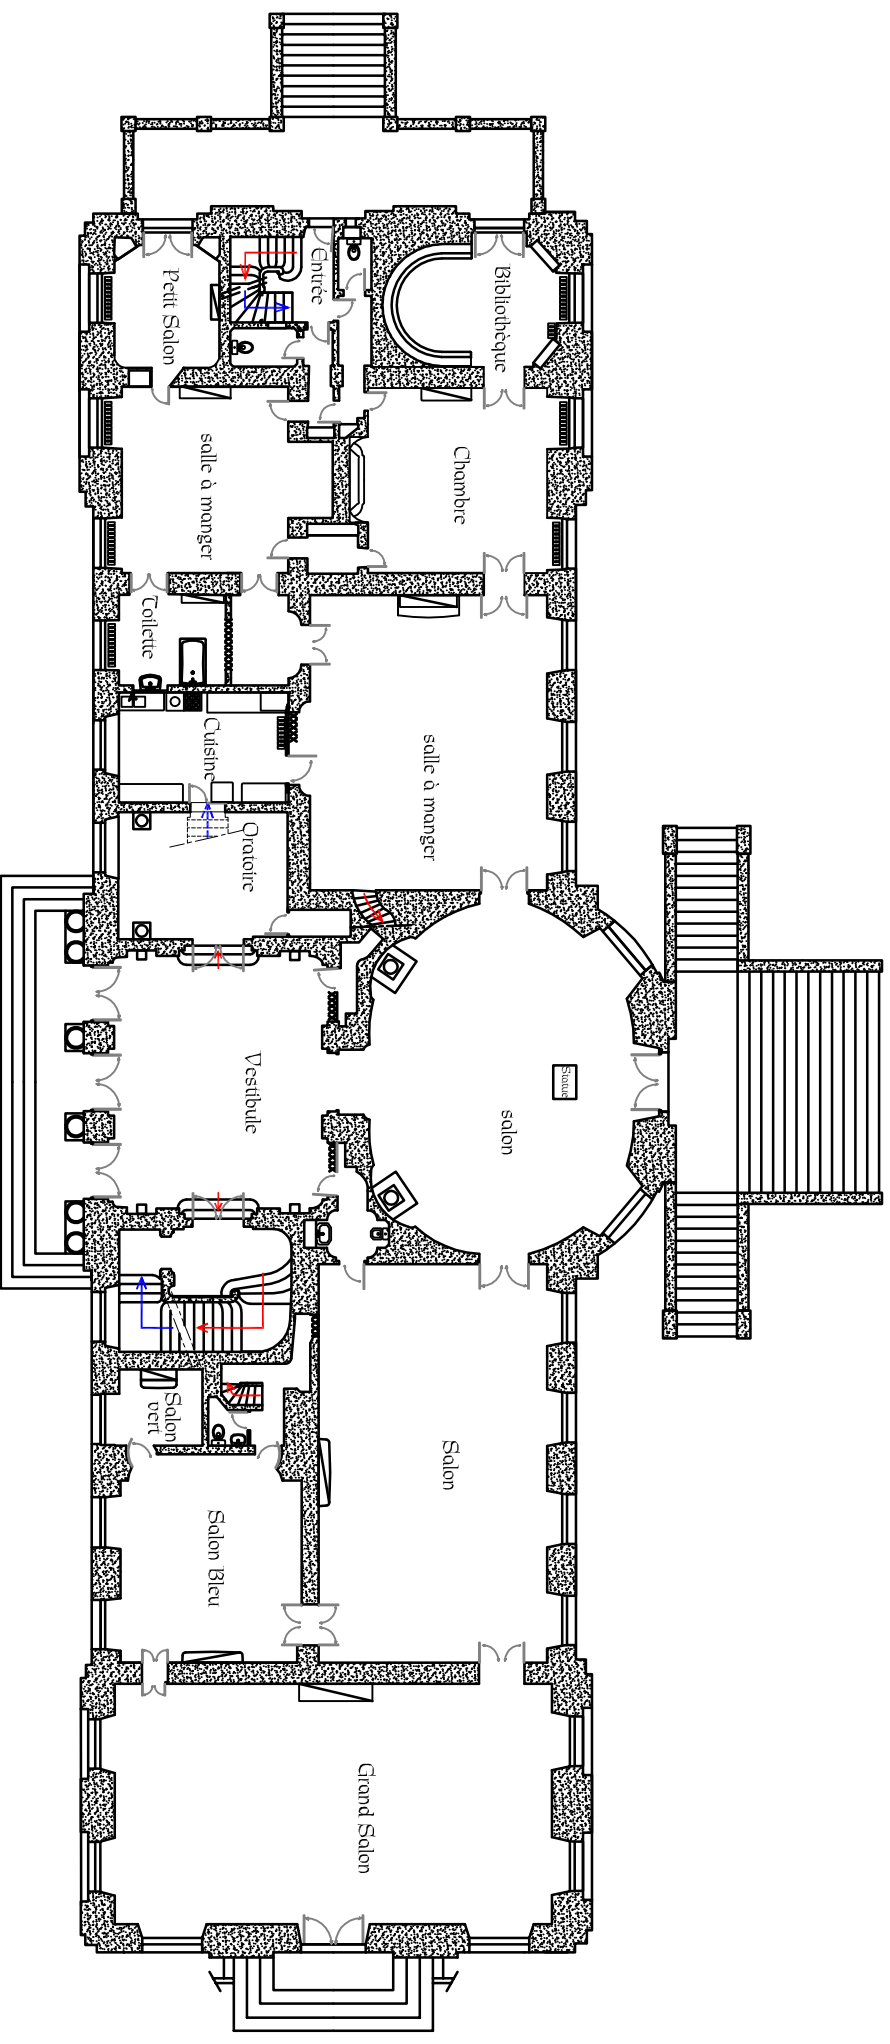 Petit Salon
Entrée
Bibliothèque
salle à manger
Chambre
Toilette
Cuisine
salle à manger
Oratoire
Vestibule
Statue
salon
Salon
vert
Salon
Salon Bleu
Grand Salon